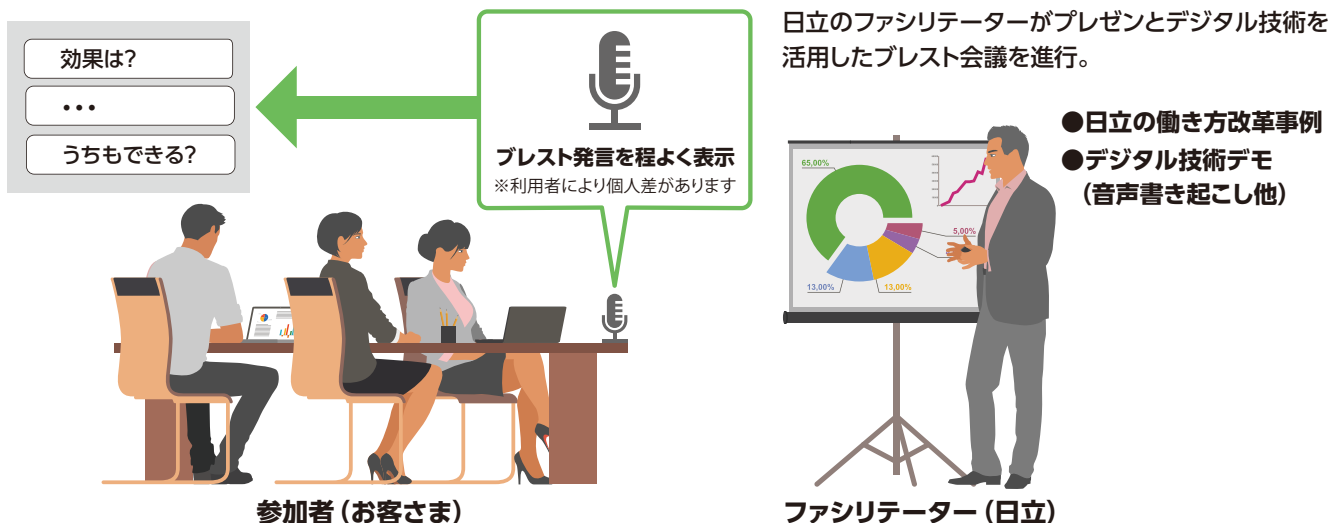 効果は?
・・・
うちもできる?
ブレスト発言を程よく表示
※利用者により個人差があります
参加者(お客さま)
日立のファシリテーターがプレゼンとデジタル技術を
活用したブレスト会議を進行。
●日立の働き方改革事例
●デジタル技術デモ
(音声書き起こし他)
65,00%
5,00%
13,00%
13,00%
ファシリテーター(日立)